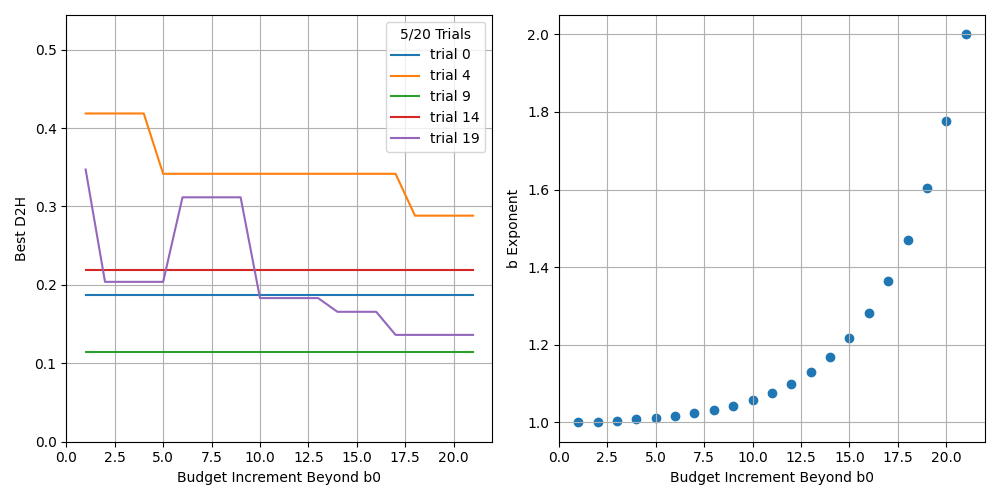 5/20 Trials
trial 0
trial 4
trial 9
trial 14
trial 19
Best D2H
0.5
0.4
0.3
0.2
0.1
0.0
0.0 2.5 5.0 7.5 10.0 12.5 15.0 17.5 20.0
Budget Increment Beyond b0
b Exponent
2.0
1.8
1.6
1.4
1.2
1.0
0.0 2.5 5.0 7.5 10.0 12.5 15.0 17.5 20.0
Budget Increment Beyond b0